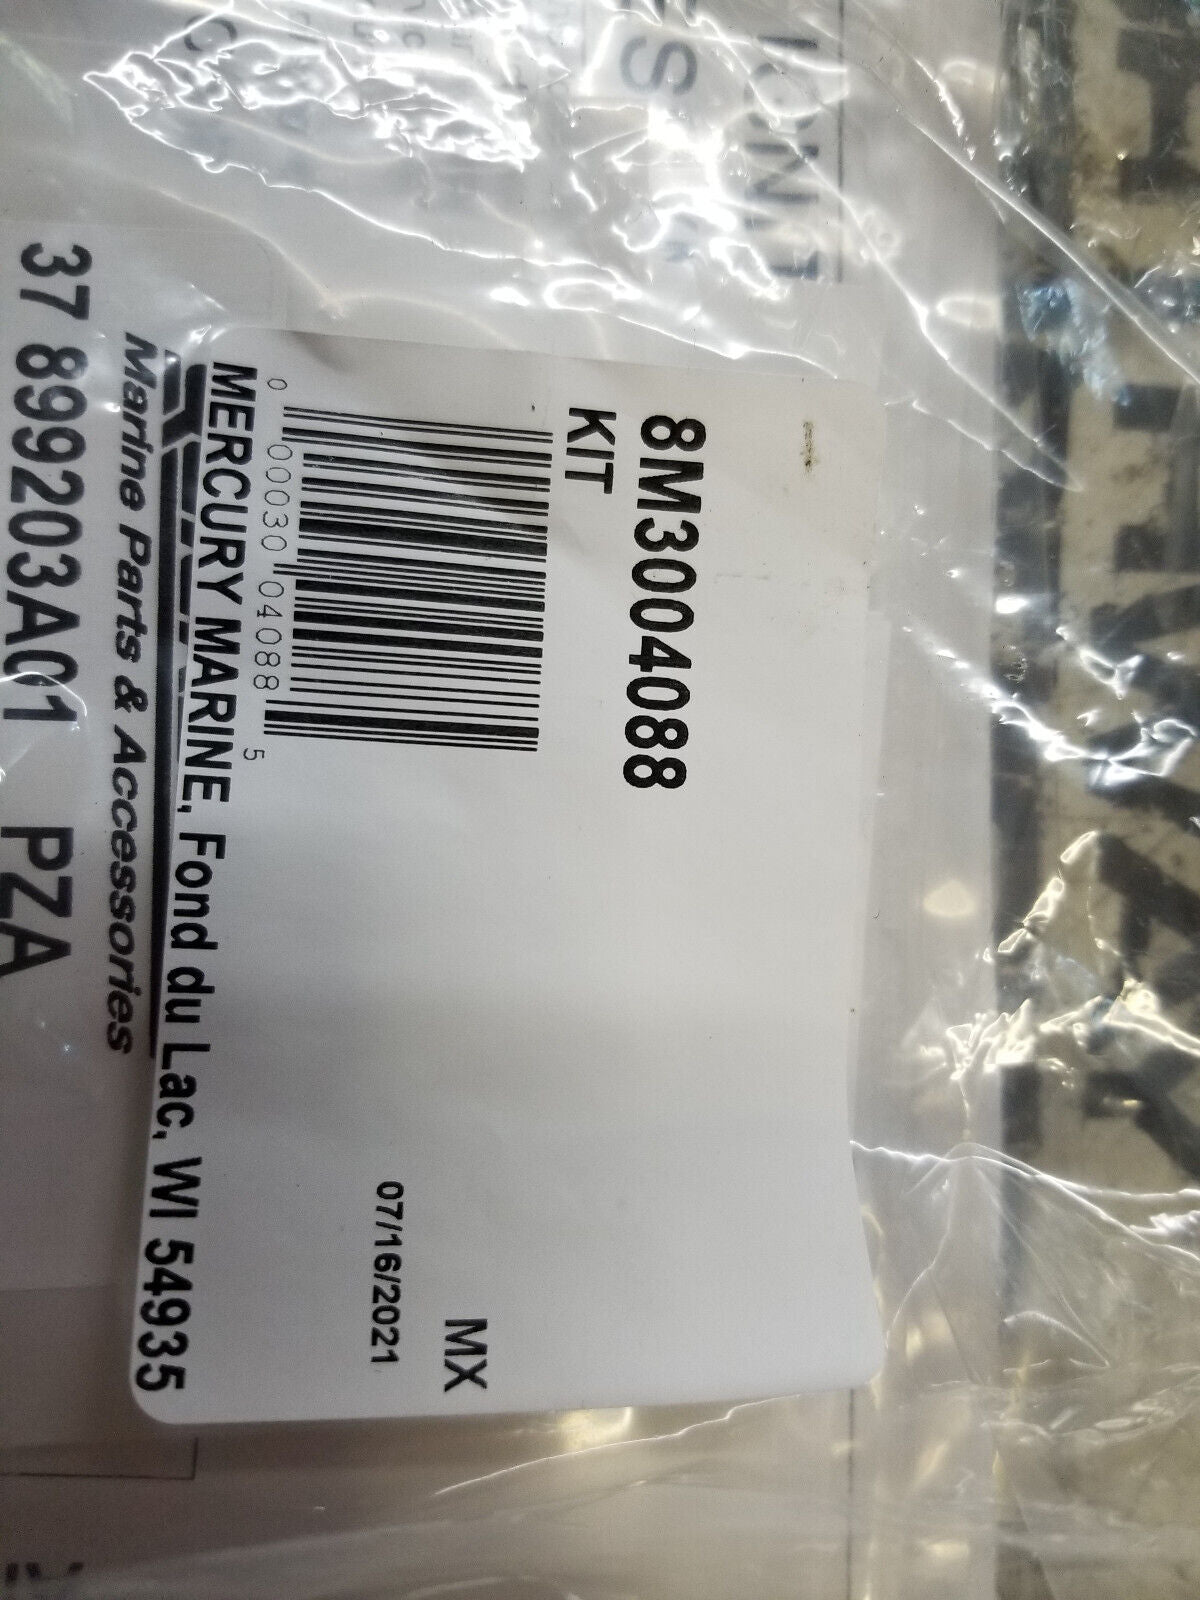 8M3004088
KIT
0 00030 04088 5
MX
07/16/2021
MERCURY MARINE, Fond du Lac, WI 54935
Marine Parts & Accessories
37 899203A01 PZA